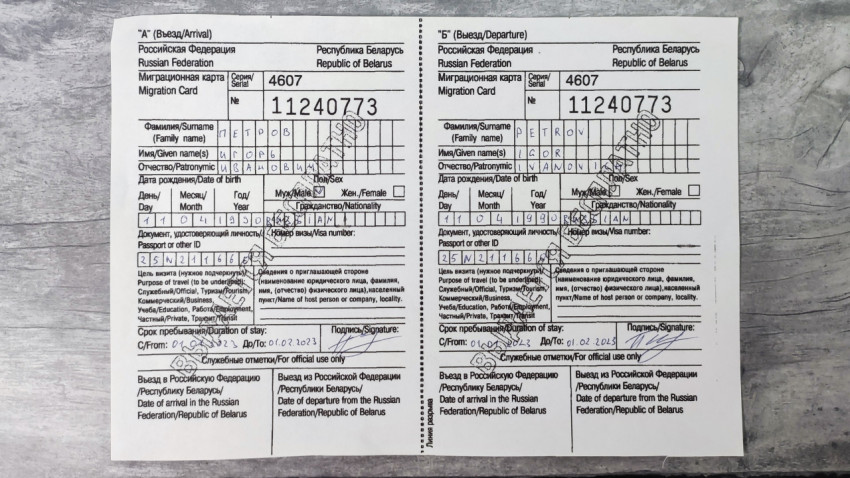 "А" (Въезд/Arrival)
Российская Федерация Республика Беларусь
Russian Federation Republic of Belarus
Миграционная карта Серия/ 4607
Migration Card Serial
№ 11240773
Фамилия/Surname ПЕТРОВ
(Family name)
Имя/Given name(s) ИГОРЬ
Отчество/Patronymic ИВАНОВИЧ
Дата рождения/Date of birth Пол/Sex
День/ Месяц/ Год/ Муж/Male Жен./Female
Day Month Year Гражданство/Nationality
11 04 1990
Документ, удостоверяющий личность/ Номер визы/Visa number:
Passport or other ID
25N21166
Цель визита (нужное подчеркнуть)/ Сведения о приглашающей стороне
Purpose of travel (to be underlined): (наименование юридического лица, фамилия,
Служебный/Official, Туризм/Tourism, имя, (отчество) физического лица), населенный
Коммерческий/Business, пункт/Name of host person or company, locality.
Учеба/Education, Работа/Employment,
Частный/Private, Транзит/Transit
Срок пребывания/Duration of stay: Подпись/Signature:
С/From: До/To: 01.02.2023
Служебные отметки/For official use only
Въезд в Российскую Федерацию Выезд из Российской Федерации
/Республики Беларусь/ /Республики Беларусь/
Date of arrival in the Russian Date of departure from the Russian
Federation/Republic of Belarus Federation/Republic of Belarus
ВЫДАЕТСЯ БЕСПЛАТНО
Линия разрыва
"Б" (Выезд/Departure)
Российская Федерация Республика Беларусь
Russian Federation Republic of Belarus
Миграционная карта Серия/ 4607
Migration Card Serial
№ 11240773
Фамилия/Surname PETROV
(Family name)
Имя/Given name(s) IGOR
Отчество/Patronymic IVANOVICH
Дата рождения/Date of birth Пол/Sex
День/ Месяц/ Год/ Муж/Male Жен./Female
Day Month Year Гражданство/Nationality
11 04 1990
Документ, удостоверяющий личность/ Номер визы/Visa number:
Passport or other ID
25N21166
Цель визита (нужное подчеркнуть)/ Сведения о приглашающей стороне
Purpose of travel (to be underlined): (наименование юридического лица, фамилия,
Служебный/Official, Туризм/Tourism, имя, (отчество) физического лица), населенный
Коммерческий/Business, пункт/Name of host person or company, locality.
Учеба/Education, Работа/Employment,
Частный/Private, Транзит/Transit
Срок пребывания/Duration of stay: Подпись/Signature:
С/From: До/To: 01.02.2023
Служебные отметки/For official use only
Въезд в Российскую Федерацию Выезд из Российской Федерации
/Республику Беларусь/ /Республики Беларусь/
Date of arrival in the Russian Date of departure from the Russian
Federation/Republic of Belarus Federation/Republic of Belarus
ВЫДАЕТСЯ БЕСПЛАТНО